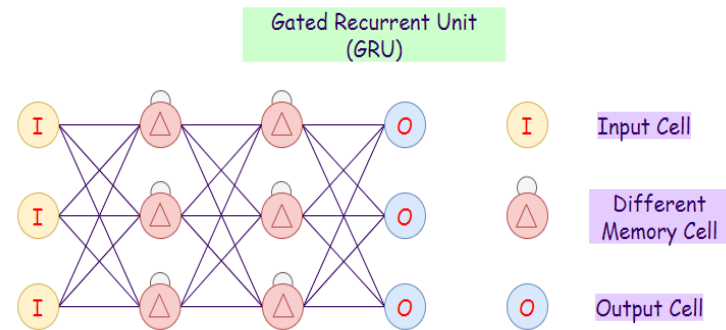 Gated Recurrent Unit
(GRU)
I
O
I
Input Cell
I
O
Different
Memory Cell
I
O
O
Output Cell